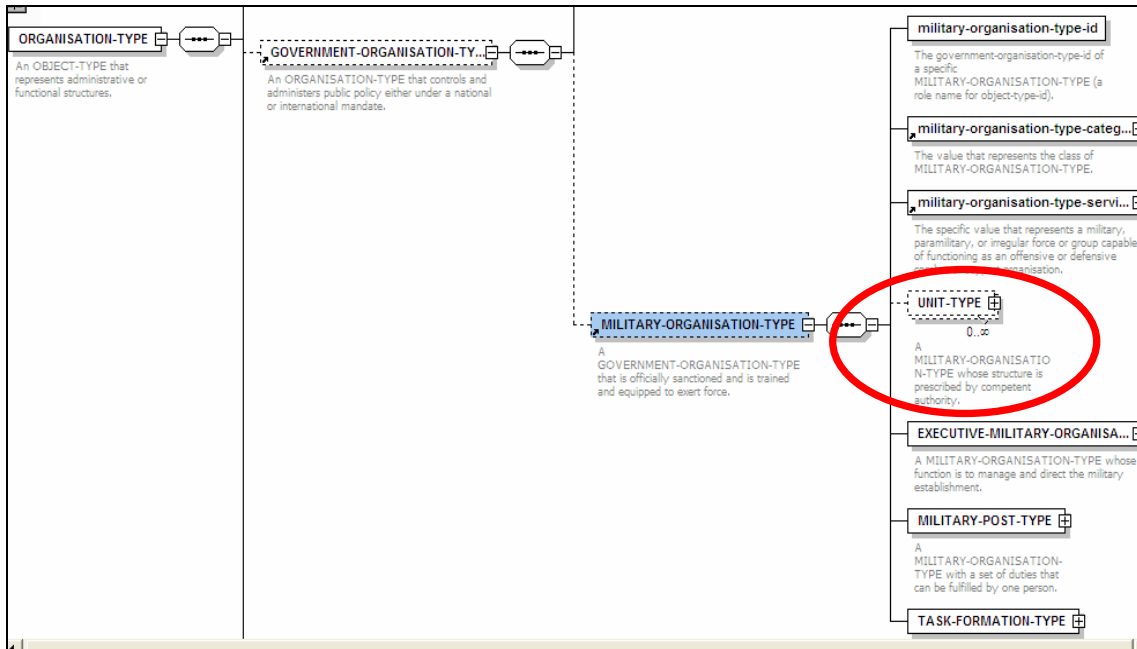 ORGANISATION-TYPE
An OBJECT-TYPE that
represents administrative or
functional structures.
GOVERNMENT-ORGANISATION-TY...
An ORGANISATION-TYPE that controls and
administers public policy either under a national
or international mandate.
MILITARY-ORGANISATION-TYPE
A
GOVERNMENT-ORGANISATION-TYPE
that is officially sanctioned and is trained
and equipped to exert force.
military-organisation-type-id
The government-organisation-type-id of
a specific
MILITARY-ORGANISATION-TYPE (a
role name for object-type-id).
military-organisation-type-categ...
The value that represents the class of
MILITARY-ORGANISATION-TYPE.
military-organisation-type-servi...
The specific value that represents a military,
paramilitary, or irregular force or group capable
of functioning as an offensive or defensive
organisation.
UNIT-TYPE
0..∞
A
MILITARY-ORGANISATIO
N-TYPE whose structure is
prescribed by competent
authority.
EXECUTIVE-MILITARY-ORGANISA...
A MILITARY-ORGANISATION-TYPE whose
function is to manage and direct the military
establishment.
MILITARY-POST-TYPE
A
MILITARY-ORGANISATION-
TYPE with a set of duties that
can be fulfilled by one person.
TASK-FORMATION-TYPE